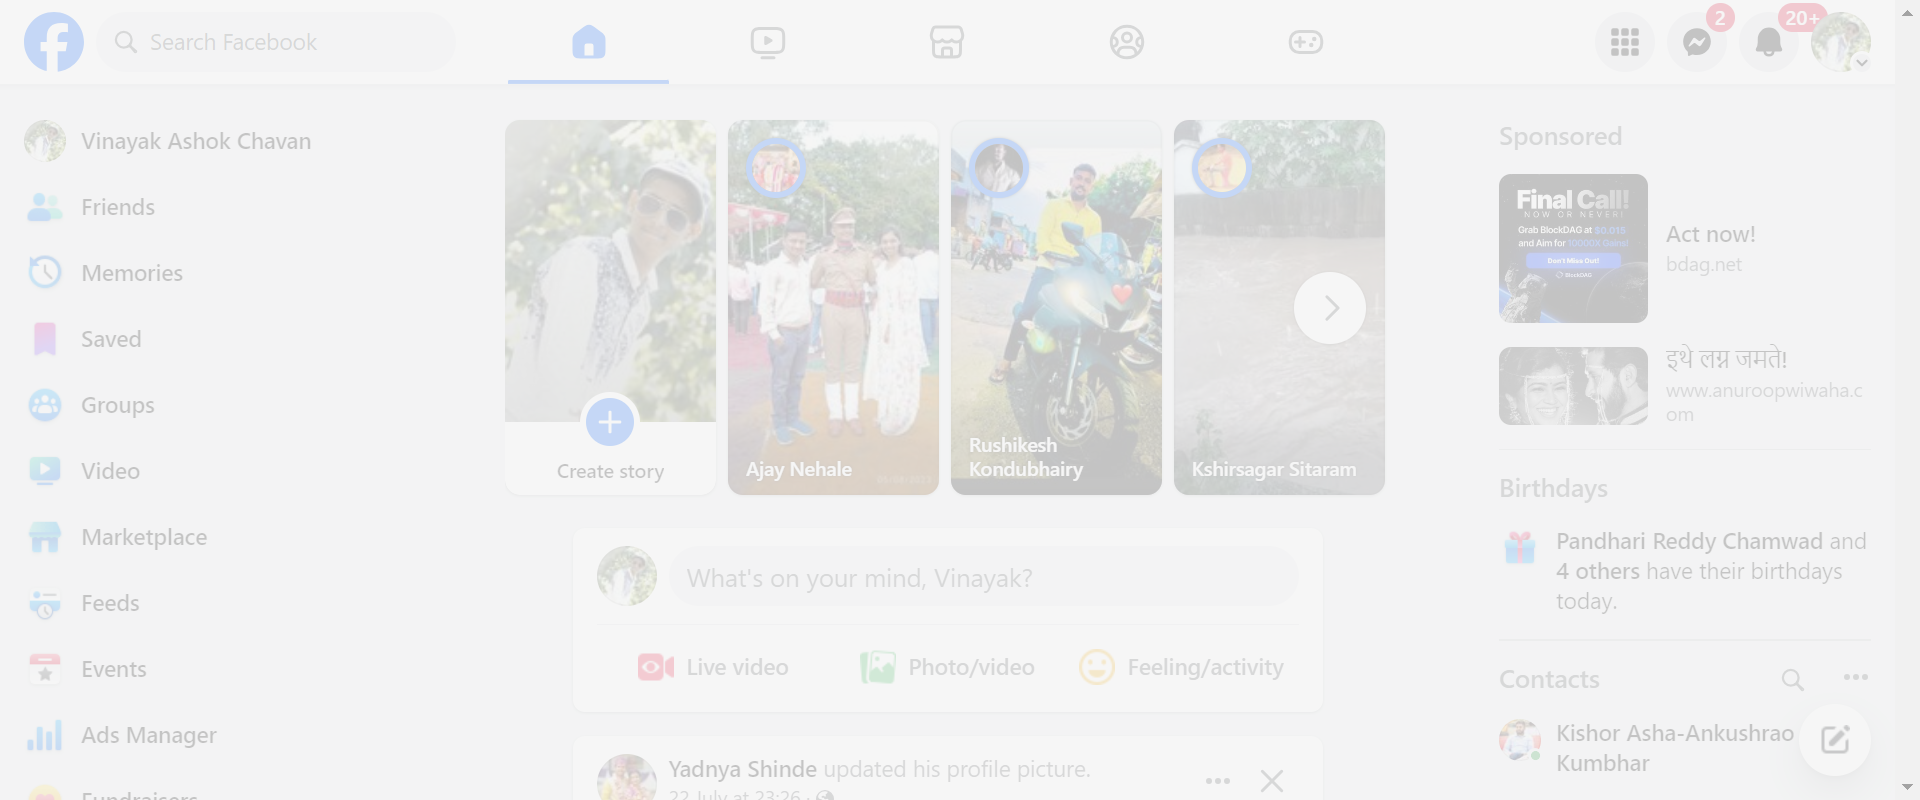 Search Facebook
2
20+
Vinayak Ashok Chavan
Friends
Memories
Saved
Groups
Video
Marketplace
Feeds
Events
Ads Manager
Fundraisers
Create story
Ajay Nehale
Rushikesh
Kondubhairy
Kshirsagar Sitaram
What's on your mind, Vinayak?
Live video
Photo/video
Feeling/activity
Yadnya Shinde updated his profile picture.
22 July at 23:26 ·
Sponsored
Final Call!
NOW OR NEVER!
Grab BlockDAG at $0.015
and Aim for 10000X Gains!
Don't Miss Out!
BlockDAG
Act now!
bdag.net
इथे लग्न जमते!
www.anuroopwiwaha.c
om
Birthdays
Pandhari Reddy Chamwad and
4 others have their birthdays
today.
Contacts
Kishor Asha-Ankushrao
Kumbhar